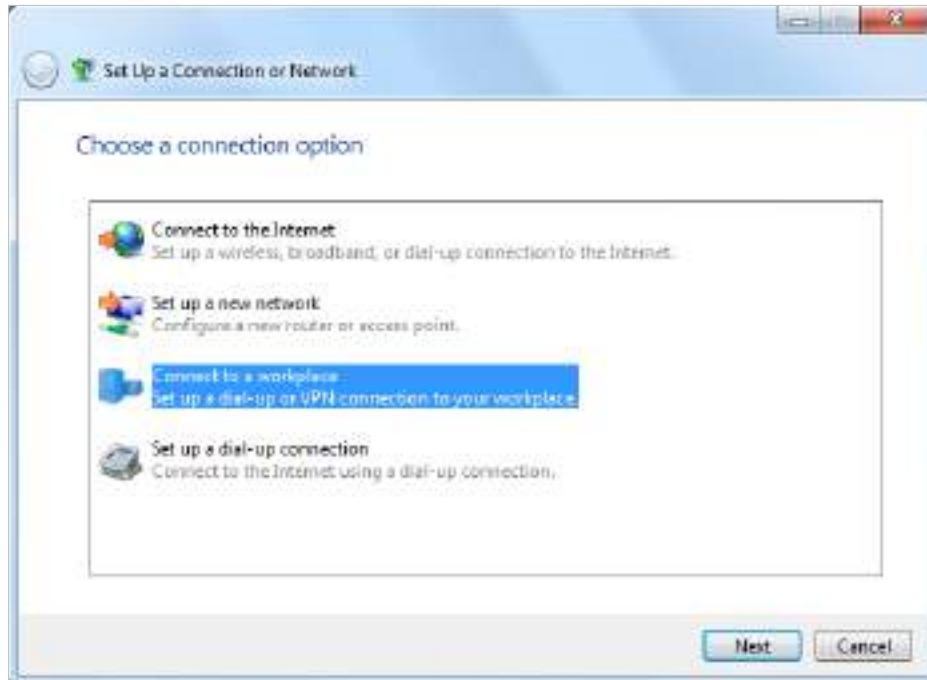 Set Up a Connection or Network
Choose a connection option
Connect to the Internet
Set up a wireless, broadband, or dial-up connection to the Internet.
Set up a new network
Configure a new router or access point.
Connect to a workplace
Set up a dial-up or VPN connection to your workplace.
Set up a dial-up connection
Connect to the Internet using a dial-up connection.
Next
Cancel